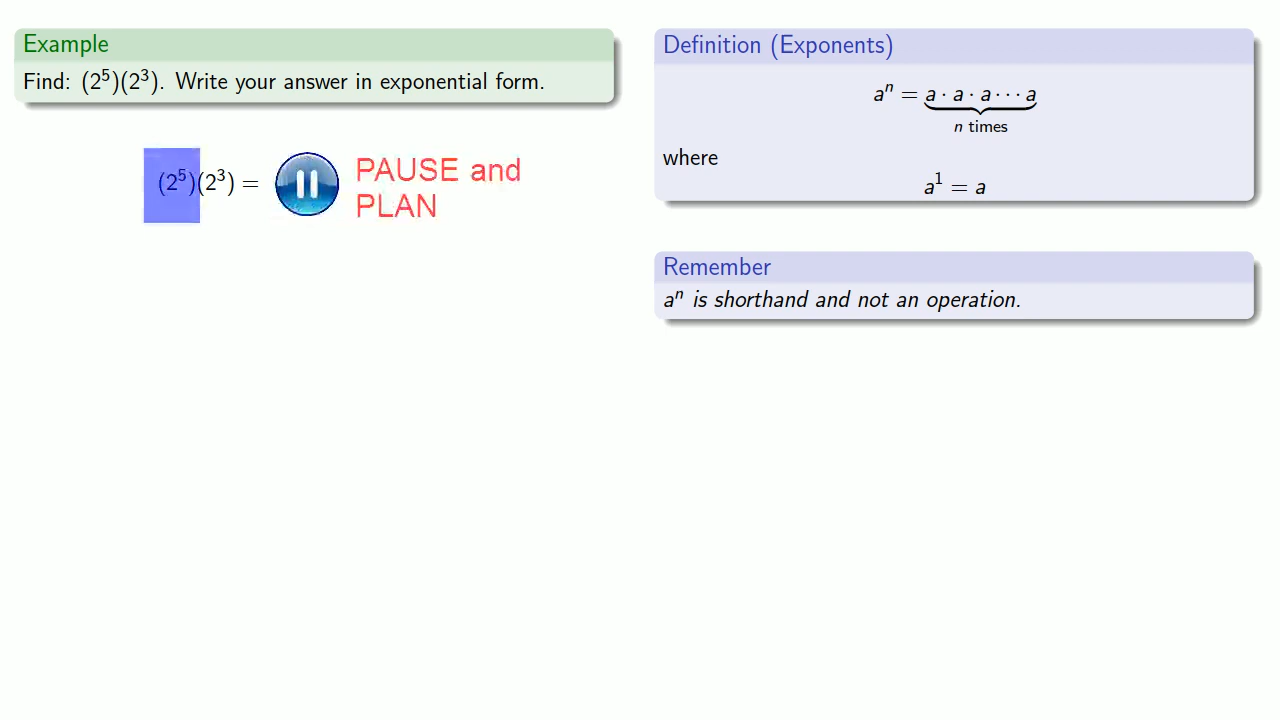 Example
Find: (2⁵)(2³). Write your answer in exponential form.
(2⁵)(2³) =
PAUSE and
PLAN
Definition (Exponents)
aⁿ = a · a · a · · · a
n times
where
a¹ = a
Remember
aⁿ is shorthand and not an operation.